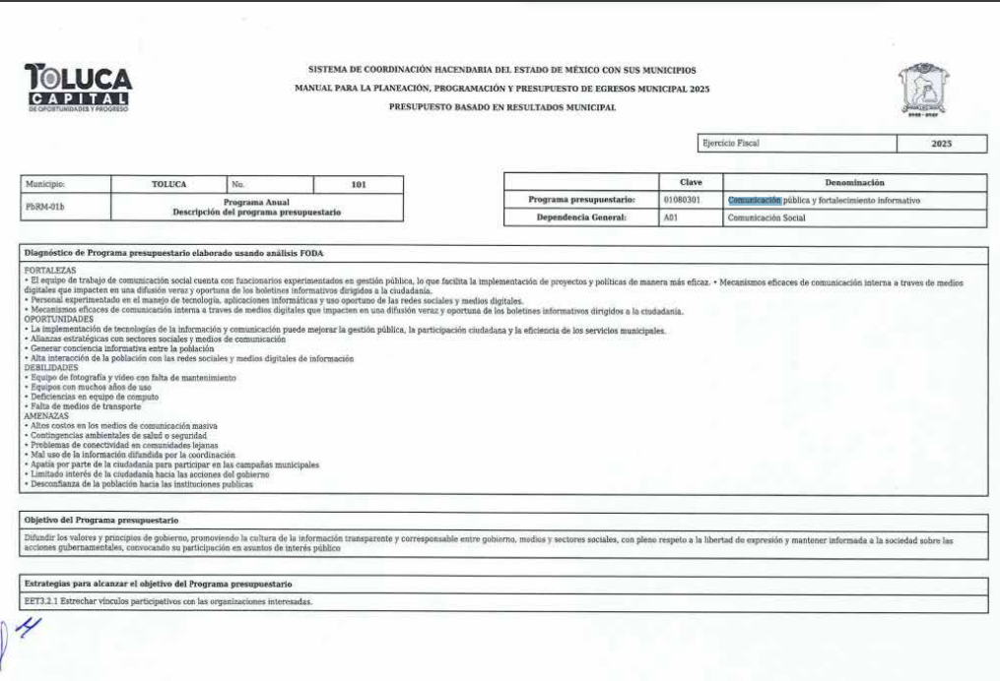 TOLUCA
CAPITAL
DE OPORTUNIDADES Y PROGRESO
SISTEMA DE COORDINACIÓN HACENDARIA DEL ESTADO DE MÉXICO CON SUS MUNICIPIOS
MANUAL PARA LA PLANEACIÓN, PROGRAMACIÓN Y PRESUPUESTO DE EGRESOS MUNICIPAL 2025
PRESUPUESTO BASADO EN RESULTADOS MUNICIPAL
Ejercicio Fiscal 2025
Municipio: TOLUCA No. 101
PbRM-01b Programa Anual
Descripción del programa presupuestario
Clave Denominación
Programa presupuestario: 01080301 Comunicación pública y fortalecimiento informativo
Dependencia General: A01 Comunicación Social
Diagnóstico de Programa presupuestario elaborado usando análisis FODA
FORTALEZAS
• El equipo de trabajo de comunicación social cuenta con funcionarios experimentados en gestión pública, lo que facilita la implementación de proyectos y políticas de manera más eficaz. • Mecanismos eficaces de comunicación interna a traves de medios
digitales que impacten en una difusión veraz y oportuna de los boletines informativos dirigidos a la ciudadanía.
• Personal experimentado en el manejo de tecnología, aplicaciones informáticas y uso oportuno de las redes sociales y medios digitales.
• Mecanismos eficaces de comunicación interna a traves de medios digitales que impacten en una difusión veraz y oportuna de los boletines informativos dirigidos a la ciudadanía.
OPORTUNIDADES
• La implementación de tecnologías de la información y comunicación puede mejorar la gestión pública, la participación ciudadana y la eficiencia de los servicios municipales.
• Alianzas estratégicas con sectores sociales y medios de comunicación
• Generar conciencia informativa entre la población
• Alta interacción de la población con las redes sociales y medios digitales de información
DEBILIDADES
• Equipo de fotografía y video con falta de mantenimiento
• Equipos con muchos años de uso
• Deficiencias en equipo de computo
• Falta de medios de transporte
AMENAZAS
• Altos costos en los medios de comunicación masiva
• Contingencias ambientales de salud o seguridad
• Problemas de conectividad en comunidades lejanas
• Mal uso de la información difundida por la coordinación
• Apatía por parte de la ciudadanía para participar en las campañas municipales
• Limitado interés de la ciudadanía hacia las acciones del gobierno
• Desconfianza de la población hacia las instituciones publicas
Objetivo del Programa presupuestario
Difundir los valores y principios de gobierno, promoviendo la cultura de la información transparente y corresponsable entre gobierno, medios y sectores sociales, con pleno respeto a la libertad de expresión y mantener informada a la sociedad sobre las
acciones gubernamentales, convocando su participación en asuntos de interés público
Estrategias para alcanzar el objetivo del Programa presupuestario
EET3.2.1 Estrechar vínculos participativos con las organizaciones interesadas.